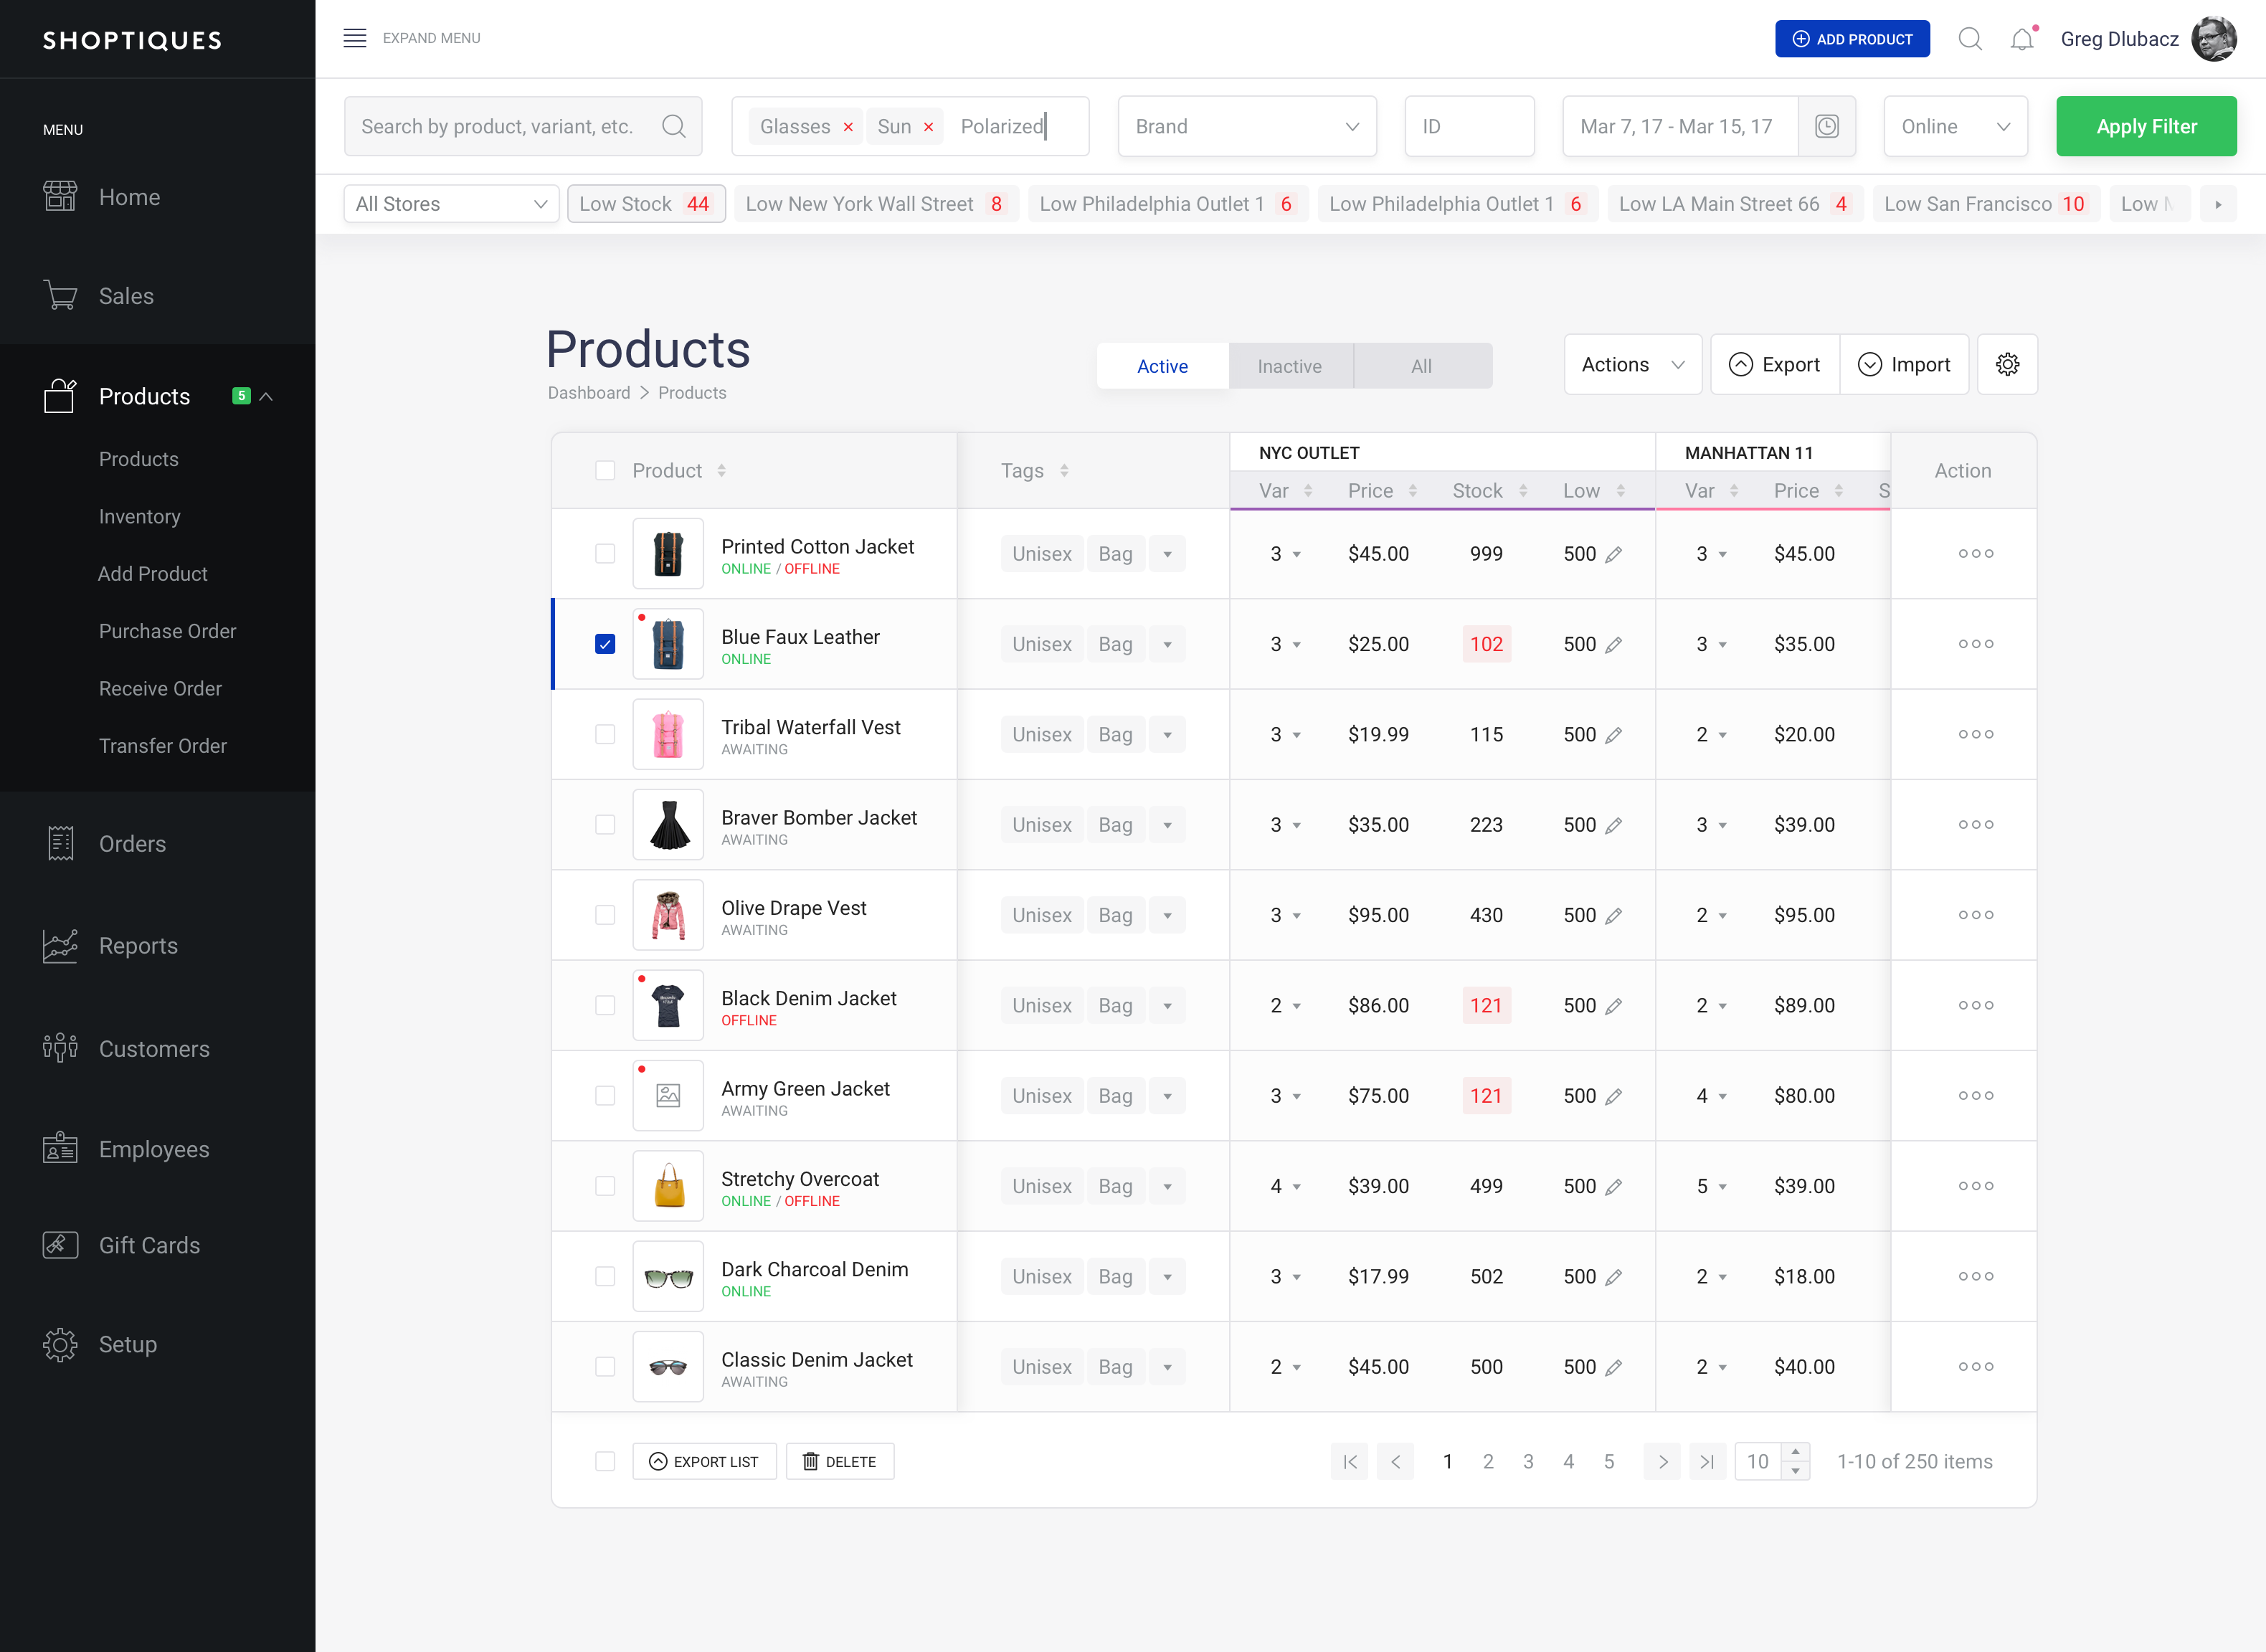 SHOPTIQUES
EXPAND MENU
ADD PRODUCT
Greg Dlubacz
MENU
Home
Sales
Products 5
Products
Inventory
Add Product
Purchase Order
Receive Order
Transfer Order
Orders
Reports
Customers
Employees
Gift Cards
Setup
Search by product, variant, etc.
Glasses × Sun × Polarized
Brand
ID
Mar 7, 17 - Mar 15, 17
Online
Apply Filter
All Stores
Low Stock 44
Low New York Wall Street 8
Low Philadelphia Outlet 1 6
Low Philadelphia Outlet 1 6
Low LA Main Street 66 4
Low San Francisco 10
Low
Products
Dashboard > Products
Active Inactive All
Actions
Export
Import
Product Tags NYC OUTLET MANHATTAN 11 Action
Var Price Stock Low Var Price S
Printed Cotton Jacket Unisex Bag 3 $45.00 999 500 3 $45.00
ONLINE / OFFLINE
Blue Faux Leather Unisex Bag 3 $25.00 102 500 3 $35.00
ONLINE
Tribal Waterfall Vest Unisex Bag 3 $19.99 115 500 2 $20.00
AWAITING
Braver Bomber Jacket Unisex Bag 3 $35.00 223 500 3 $39.00
AWAITING
Olive Drape Vest Unisex Bag 3 $95.00 430 500 2 $95.00
AWAITING
Black Denim Jacket Unisex Bag 2 $86.00 121 500 2 $89.00
OFFLINE
Army Green Jacket Unisex Bag 3 $75.00 121 500 4 $80.00
AWAITING
Stretchy Overcoat Unisex Bag 4 $39.00 499 500 5 $39.00
ONLINE / OFFLINE
Dark Charcoal Denim Unisex Bag 3 $17.99 502 500 2 $18.00
ONLINE
Classic Denim Jacket Unisex Bag 2 $45.00 500 500 2 $40.00
AWAITING
EXPORT LIST DELETE 1 2 3 4 5 10 1-10 of 250 items